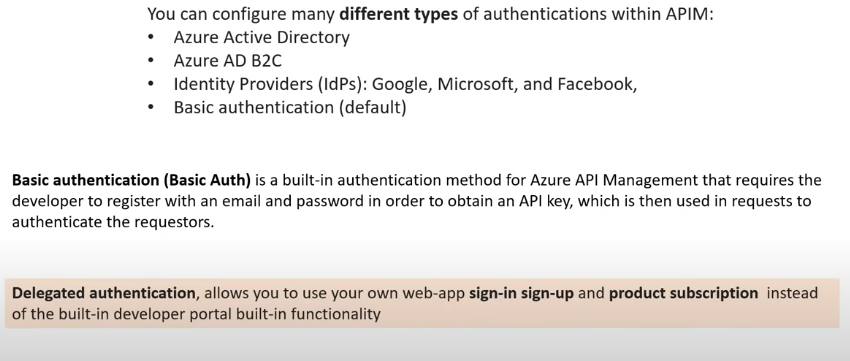 You can configure many different types of authentications within APIM:
• Azure Active Directory
• Azure AD B2C
• Identity Providers (IdPs): Google, Microsoft, and Facebook,
• Basic authentication (default)
Basic authentication (Basic Auth) is a built-in authentication method for Azure API Management that requires the
developer to register with an email and password in order to obtain an API key, which is then used in requests to
authenticate the requestors.
Delegated authentication, allows you to use your own web-app sign-in sign-up and product subscription instead
of the built-in developer portal built-in functionality